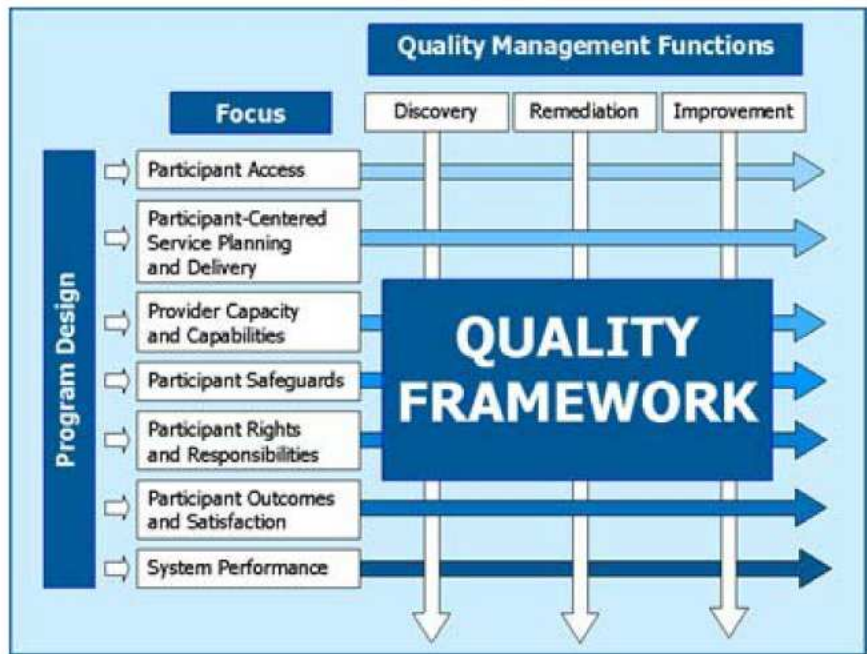 Quality Management Functions
Focus
Discovery
Remediation
Improvement
Program Design
Participant Access
Participant-Centered
Service Planning
and Delivery
Provider Capacity
and Capabilities
Participant Safeguards
Participant Rights
and Responsibilities
Participant Outcomes
and Satisfaction
System Performance
QUALITY
FRAMEWORK